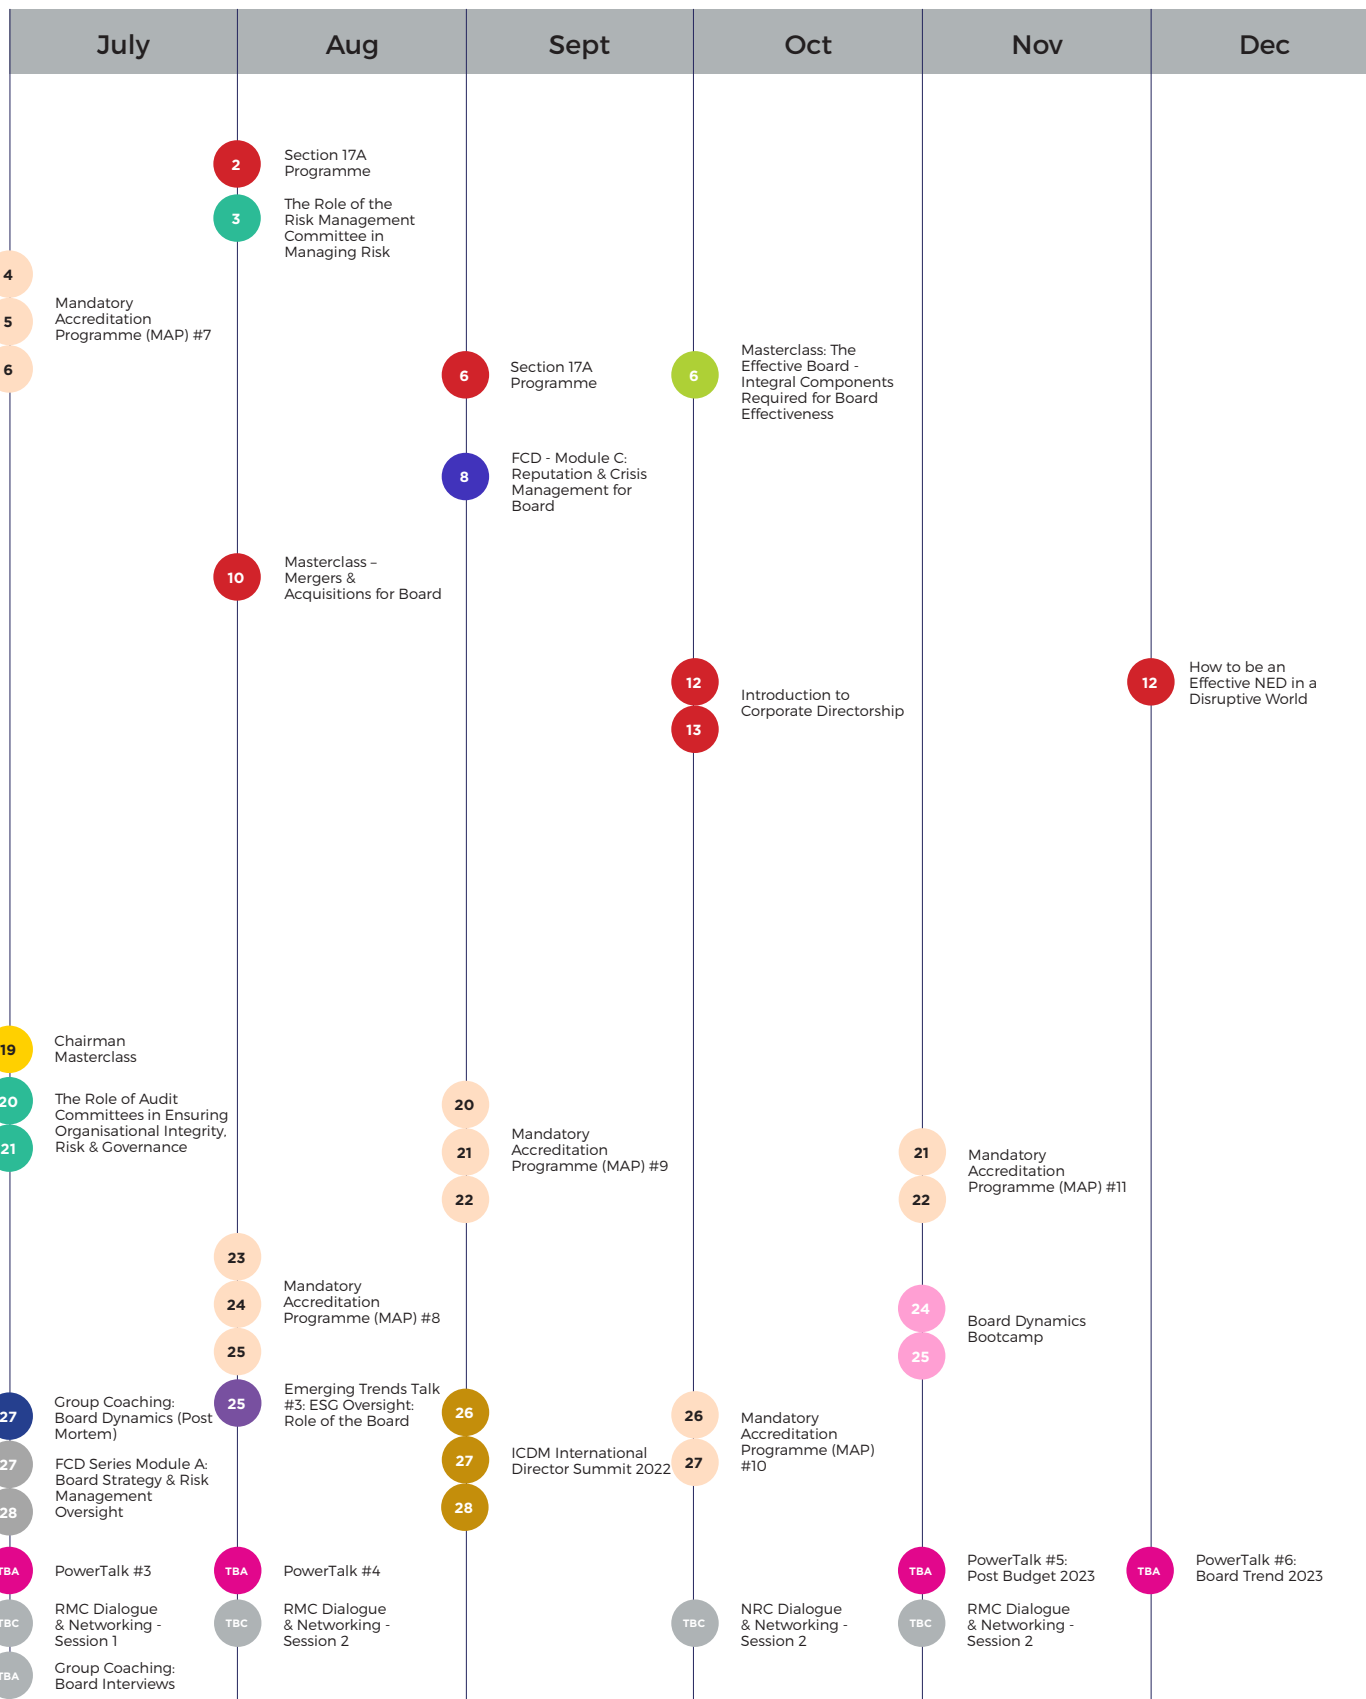 July
Aug
Sept
Oct
Nov
Dec
4
5
6
Mandatory
Accreditation
Programme (MAP) #7
19
Chairman
Masterclass
20
21
The Role of Audit
Committees in Ensuring
Organisational Integrity,
Risk & Governance
27
Group Coaching:
Board Dynamics (Post
Mortem)
27
28
FCD Series Module A:
Board Strategy & Risk
Management
Oversight
TBA
PowerTalk #3
TBC
RMC Dialogue
& Networking -
Session 1
TBA
Group Coaching:
Board Interviews
2
Section 17A
Programme
3
The Role of the
Risk Management
Committee in
Managing Risk
10
Masterclass –
Mergers &
Acquisitions for Board
23
24
25
Mandatory
Accreditation
Programme (MAP) #8
25
Emerging Trends Talk
#3: ESG Oversight:
Role of the Board
TBA
PowerTalk #4
TBC
RMC Dialogue
& Networking -
Session 2
6
Section 17A
Programme
8
FCD - Module C:
Reputation & Crisis
Management for
Board
20
21
22
Mandatory
Accreditation
Programme (MAP) #9
26
27
28
ICDM International
Director Summit 2022
6
Masterclass: The
Effective Board -
Integral Components
Required for Board
Effectiveness
12
13
Introduction to
Corporate Directorship
26
27
Mandatory
Accreditation
Programme (MAP)
#10
TBC
NRC Dialogue
& Networking -
Session 2
21
22
Mandatory
Accreditation
Programme (MAP) #11
24
25
Board Dynamics
Bootcamp
TBA
PowerTalk #5:
Post Budget 2023
TBC
RMC Dialogue
& Networking -
Session 2
12
How to be an
Effective NED in a
Disruptive World
TBA
PowerTalk #6:
Board Trend 2023